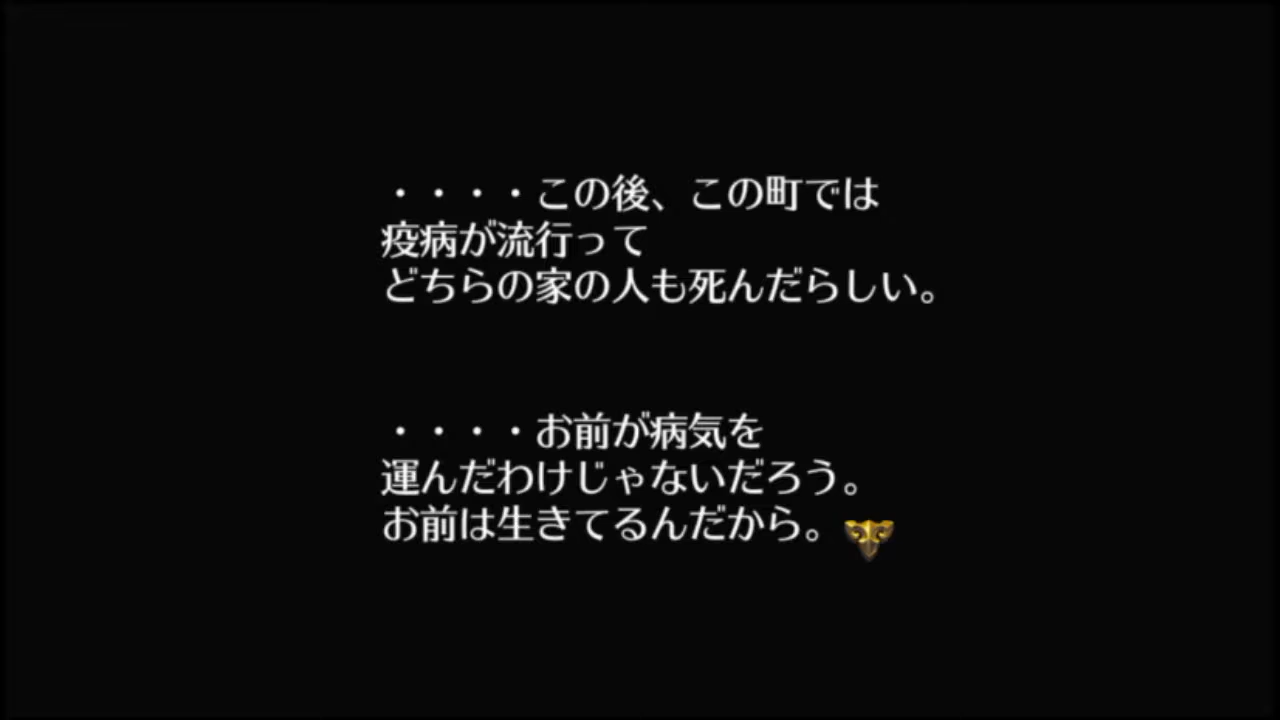 ・・・・この後、この町では
疫病が流行って
どちらの家の人も死んだらしい。
・・・・お前が病気を
運んだわけじゃないだろう。
お前は生きてるんだから。